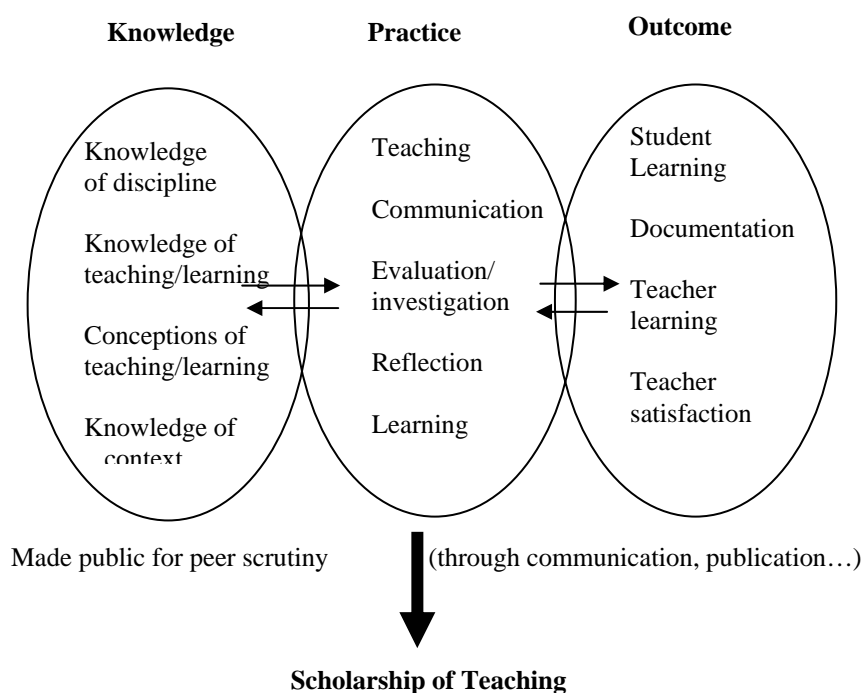 Knowledge
Practice
Outcome
Knowledge
of discipline
Knowledge of
teaching/learning
Conceptions of
teaching/learning
Knowledge of
context
Teaching
Communication
Evaluation/
investigation
Reflection
Learning
Student
Learning
Documentation
Teacher
learning
Teacher
satisfaction
Made public for peer scrutiny
(through communication, publication…)
Scholarship of Teaching